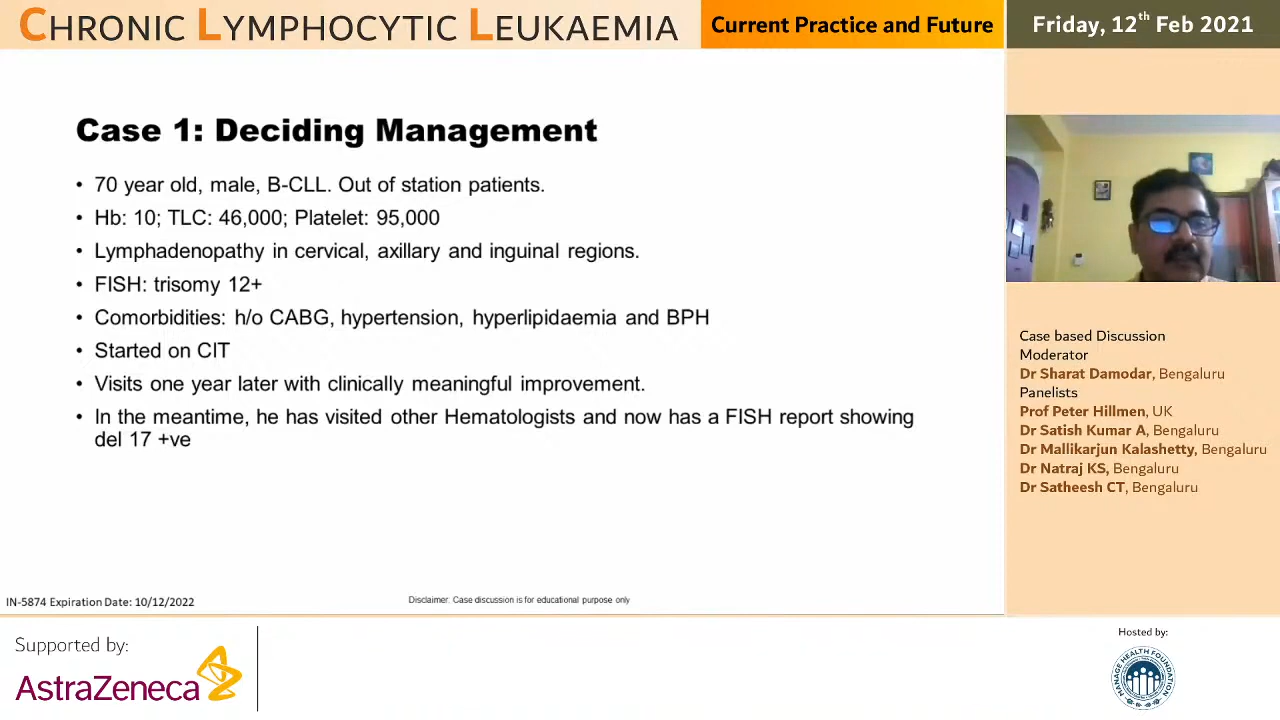 CHRONIC LYMPHOCYTIC LEUKAEMIA
Current Practice and Future
Friday, 12th Feb 2021
Case 1: Deciding Management
• 70 year old, male, B-CLL. Out of station patients.
• Hb: 10; TLC: 46,000; Platelet: 95,000
• Lymphadenopathy in cervical, axillary and inguinal regions.
• FISH: trisomy 12+
• Comorbidities: h/o CABG, hypertension, hyperlipidaemia and BPH
• Started on CIT
• Visits one year later with clinically meaningful improvement.
• In the meantime, he has visited other Hematologists and now has a FISH report showing
del 17 +ve
Case based Discussion
Moderator
Dr Sharat Damodar, Bengaluru
Panelists
Prof Peter Hillmen, UK
Dr Satish Kumar A, Bengaluru
Dr Mallikarjun Kalashetty, Bengaluru
Dr Natraj KS, Bengaluru
Dr Satheesh CT, Bengaluru
IN-5874 Expiration Date: 10/12/2022
Disclaimer: Case discussion is for educational purpose only
Supported by:
AstraZeneca
Hosted by:
MANAGE HEALTH FOUNDATION